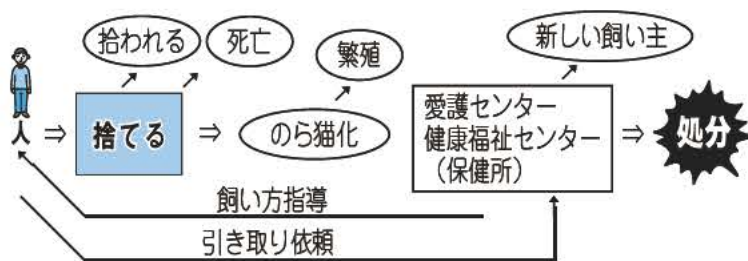 拾われる
死亡
繁殖
新しい飼い主
人
捨てる
のら猫化
愛護センター
健康福祉センター
（保健所）
処分
飼い方指導
引き取り依頼